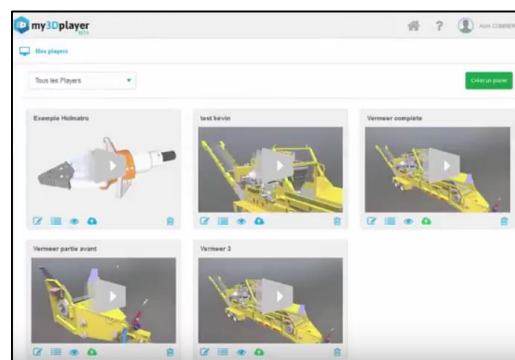 my3Dplayer
BETA
?
Mes players
Tous les Players
Créer un player
Exemple Holmatro
test kévin
Vermeer complète
Vermeer partie avant
Vermeer 3